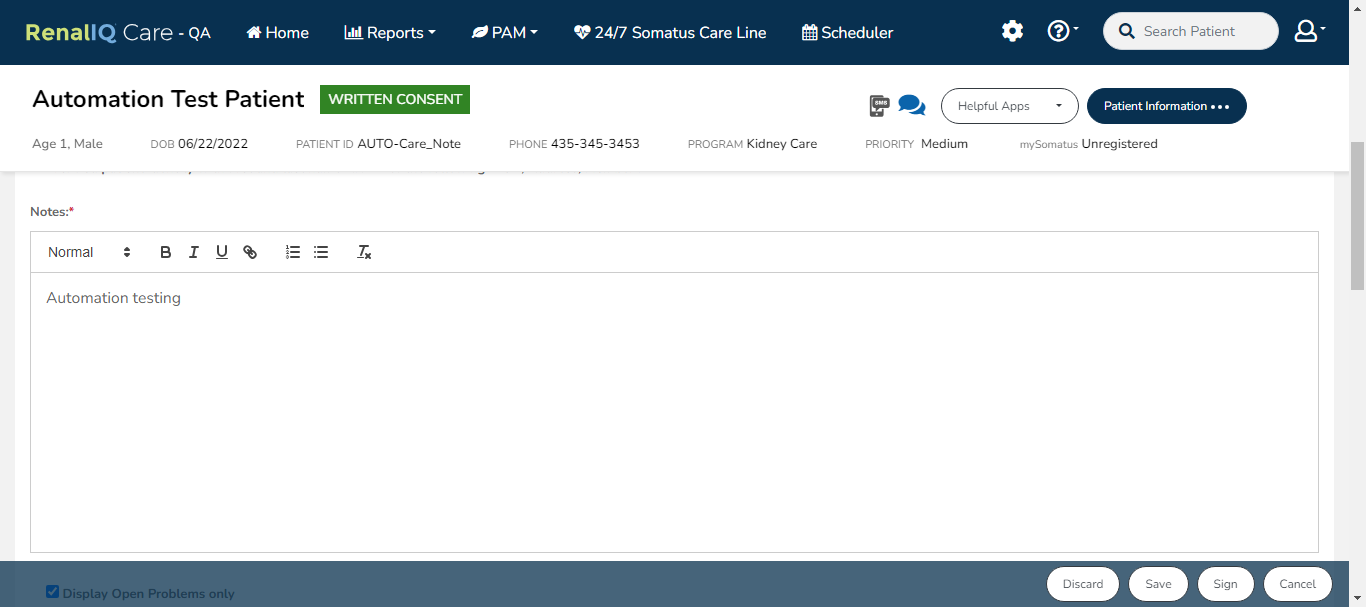 RenalIQ Care - QA Home Reports PAM 24/7 Somatus Care Line Scheduler Search Patient
Automation Test Patient WRITTEN CONSENT SMS Helpful Apps Patient Information
Age 1, Male DOB 06/22/2022 PATIENT ID AUTO-Care_Note PHONE 435-345-3453 PROGRAM Kidney Care PRIORITY Medium mySomatus Unregistered
Notes:*
Normal B I U
Automation testing
Display Open Problems only Discard Save Sign Cancel